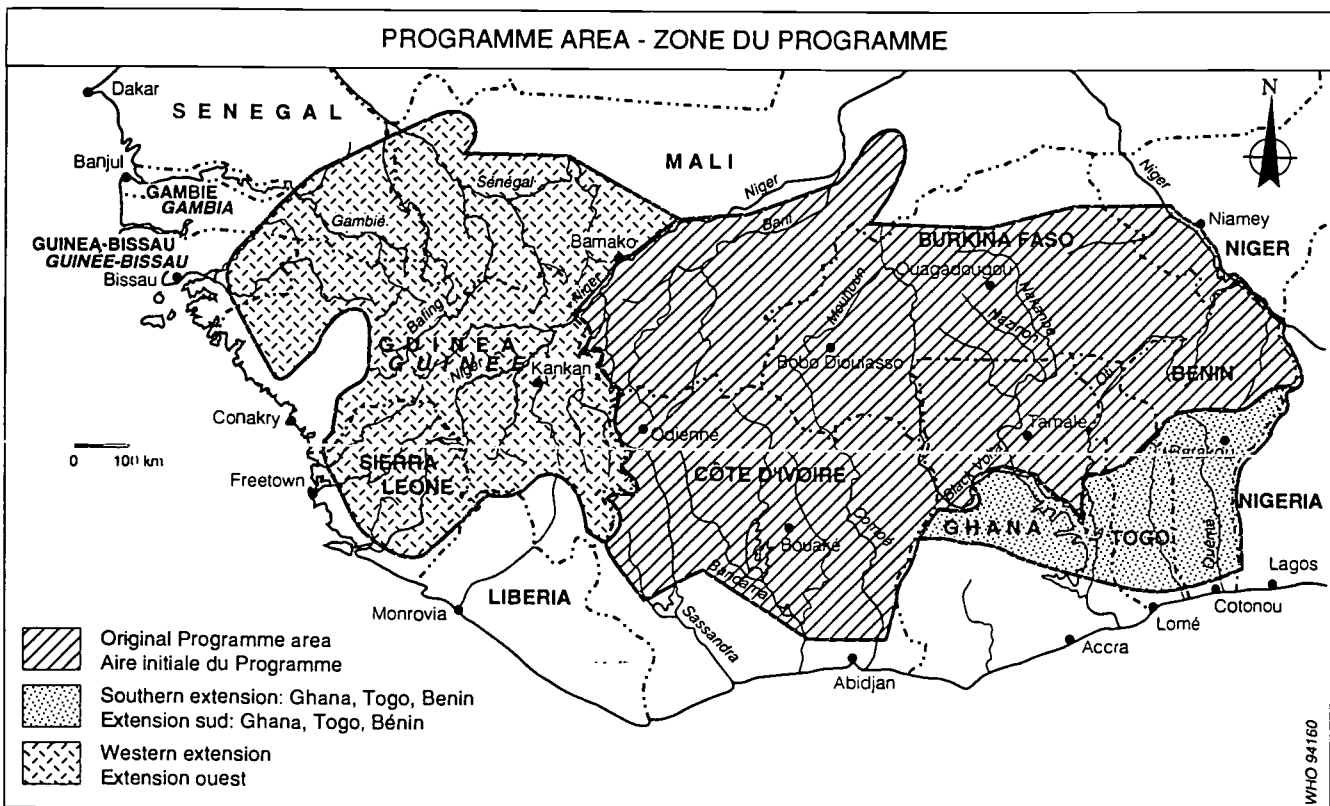 PROGRAMME AREA - ZONE DU PROGRAMME
Dakar
SENEGAL
N
Banjul
MALI
Niger
Niger
Sénégal
GAMBIE
GAMBIA
Gambie
Bani
Niamey
GUINEA-BISSAU
GUINÉE-BISSAU
Bissau
Bamako
BURKINA FASO
NIGER
Ouagadougou
Niger
Mouhoun
Nakanbe
Bafing
Nazinon
GUINEA
GUINEE
Niger
Kankan
Bobo Dioulasso
Oti
BENIN
Conakry
Odienné
Tamale
0 100 km
Parakou
SIERRA
LEONE
CÔTE D'IVOIRE
Black Volta
Freetown
NIGERIA
GHANA
TOGO
Comoé
Bouaké
Ouémé
Bandama
LIBERIA
Lagos
Monrovia
Sassandra
Cotonou
Lomé
Accra
Abidjan
Original Programme area
Aire initiale du Programme
Southern extension: Ghana, Togo, Benin
Extension sud: Ghana, Togo, Bénin
Western extension
Extension ouest
WHO 94160